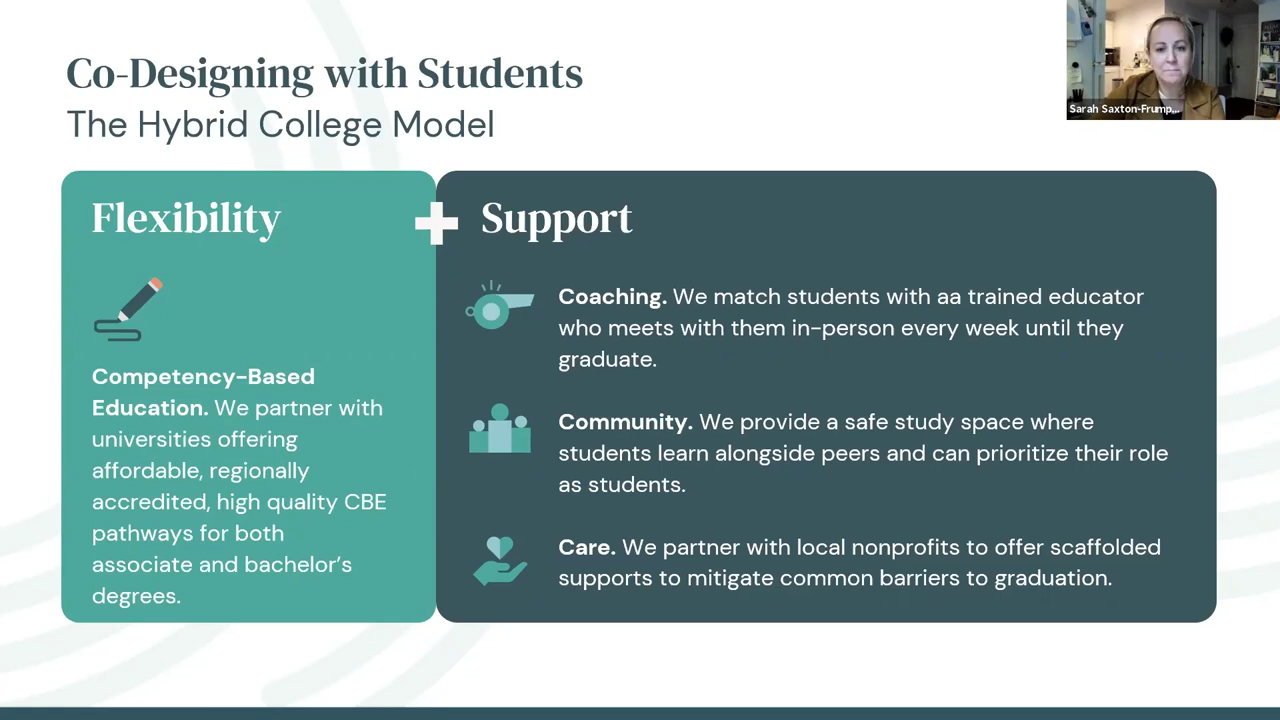 Co-Designing with Students
The Hybrid College Model
Sarah Saxton-Frump...
Flexibility
Competency-Based
Education. We partner with
universities offering
affordable, regionally
accredited, high quality CBE
pathways for both
associate and bachelor’s
degrees.
Support
Coaching. We match students with aa trained educator
who meets with them in-person every week until they
graduate.
Community. We provide a safe study space where
students learn alongside peers and can prioritize their role
as students.
Care. We partner with local nonprofits to offer scaffolded
supports to mitigate common barriers to graduation.